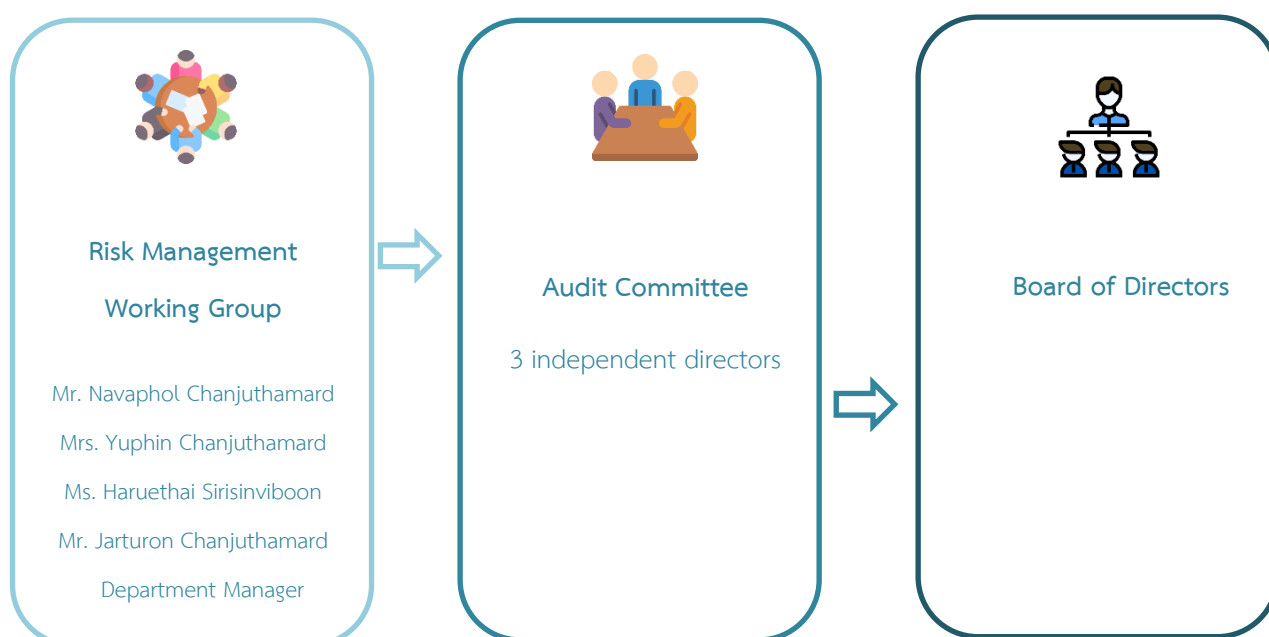 Risk Management
Working Group
Mr. Navaphol Chanjuthamard
Mrs. Yuphin Chanjuthamard
Ms. Haruethai Sirisinviboon
Mr. Jarturon Chanjuthamard
Department Manager
Audit Committee
3 independent directors
Board of Directors